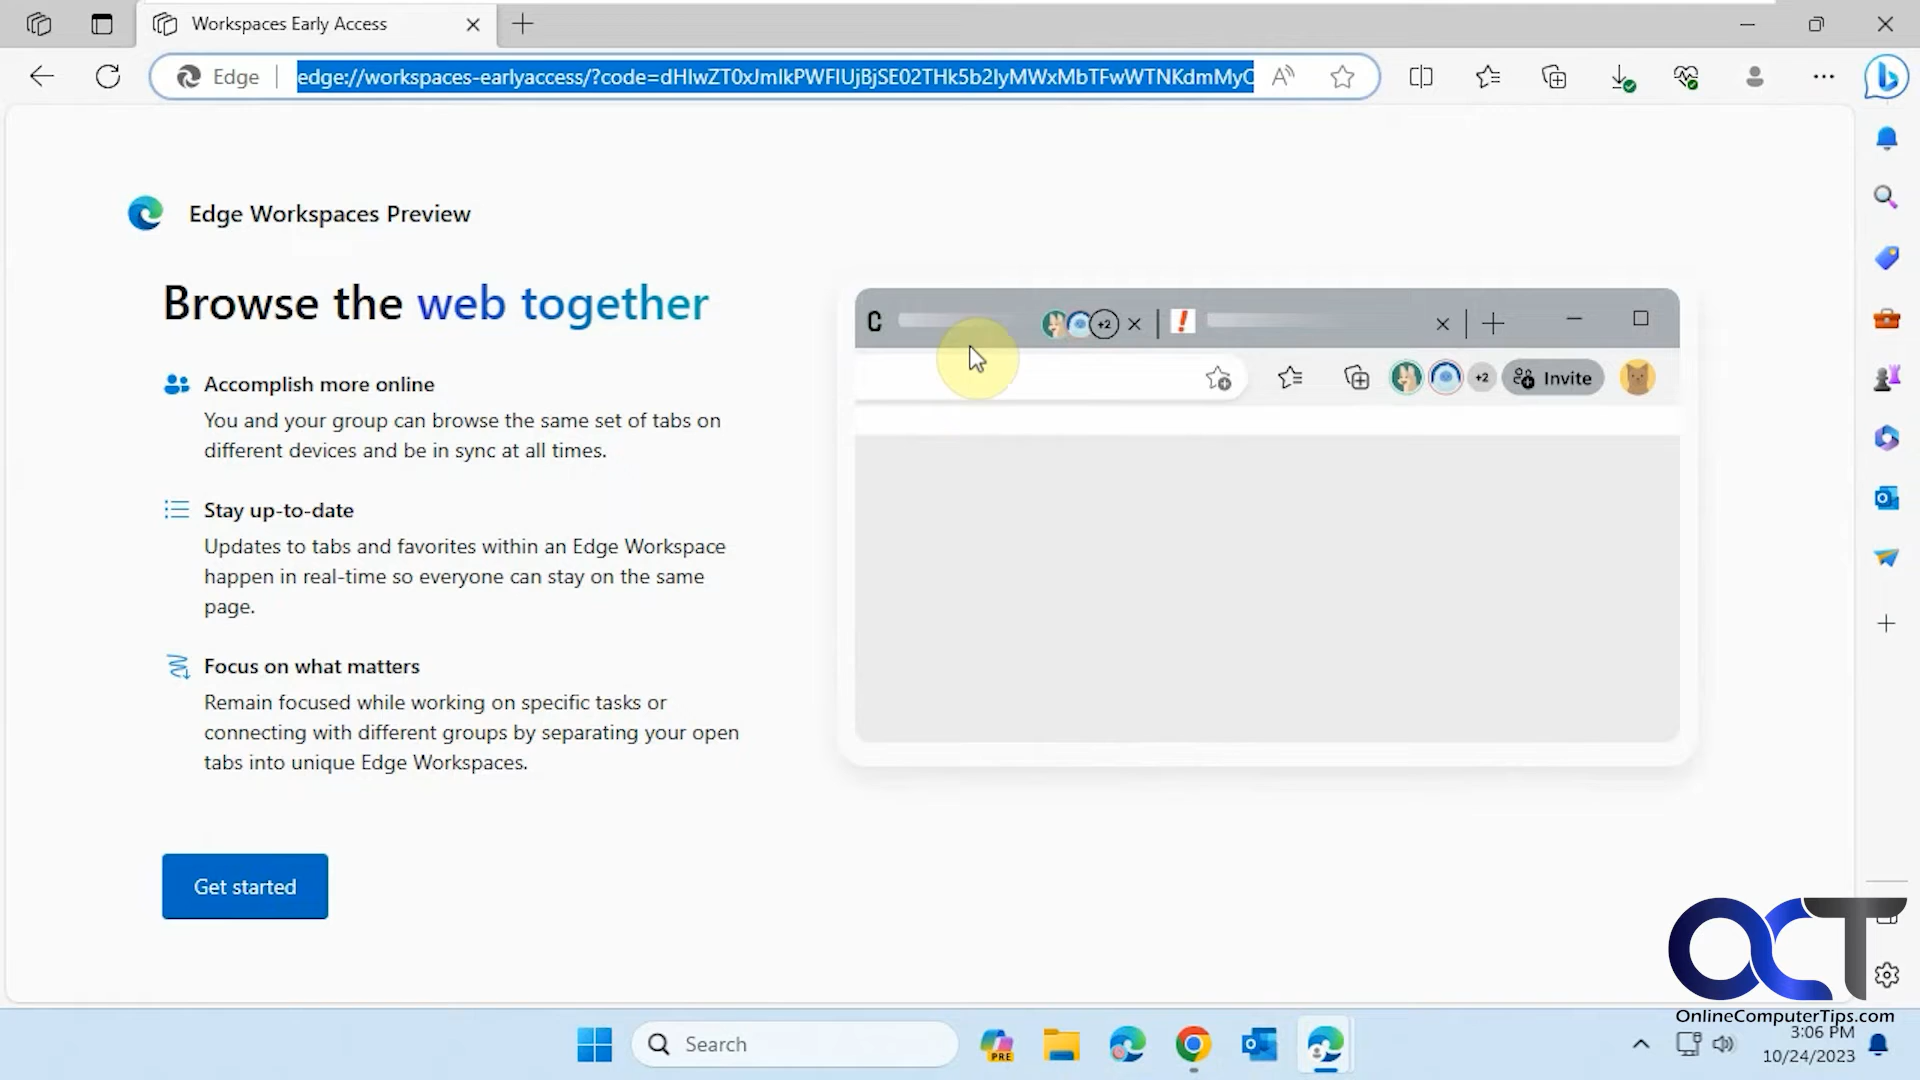 Workspaces Early Access
Edge
edge://workspaces-earlyaccess/?code=dHlwZT0xJmlkPWFlUjBjSE02THk5b2IyMWxMbTFwWTNKdmMyC
Edge Workspaces Preview
Browse the web together
C
+2
!
Accomplish more online
You and your group can browse the same set of tabs on
different devices and be in sync at all times.
+2
Invite
Stay up-to-date
Updates to tabs and favorites within an Edge Workspace
happen in real-time so everyone can stay on the same
page.
Focus on what matters
Remain focused while working on specific tasks or
connecting with different groups by separating your open
tabs into unique Edge Workspaces.
Get started
OCT
OnlineComputerTips.com
Search
PRE
3:06 PM
10/24/2023